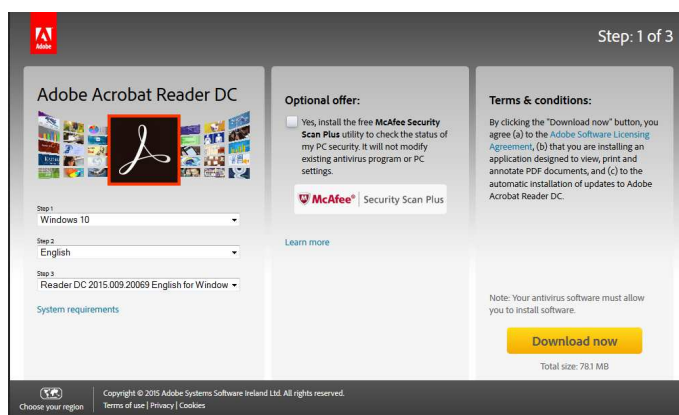 Adobe
Step: 1 of 3
Adobe Acrobat Reader DC
Step 1
Windows 10
Step 2
English
Step 3
Reader DC 2015.009.20069 English for Window
System requirements
Optional offer:
Yes, install the free McAfee Security
Scan Plus utility to check the status of
my PC security. It will not modify
existing antivirus program or PC
settings.
McAfee® Security Scan Plus
Learn more
Terms & conditions:
By clicking the "Download now" button, you
agree (a) to the Adobe Software Licensing
Agreement, (b) that you are installing an
application designed to view, print and
annotate PDF documents, and (c) to the
automatic installation of updates to Adobe
Acrobat Reader DC.
Note: Your antivirus software must allow
you to install software.
Download now
Total size: 78.1 MB
Choose your region
Copyright © 2015 Adobe Systems Software Ireland Ltd. All rights reserved.
Terms of use | Privacy | Cookies